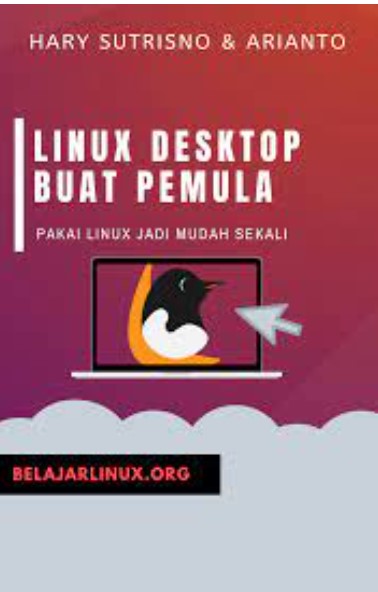 HARY SUTRISNO & ARIANTO
LINUX DESKTOP
BUAT PEMULA
PAKAI LINUX JADI MUDAH SEKALI
BELAJARLINUX.ORG